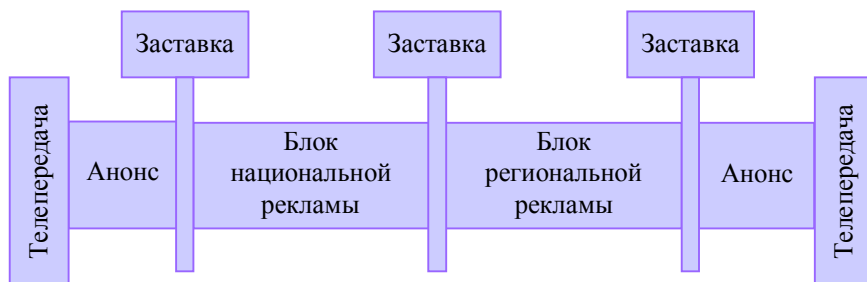 Заставка
Заставка
Заставка
Телепередача
Анонс
Блок
национальной
рекламы
Блок
региональной
рекламы
Анонс
Телепередача